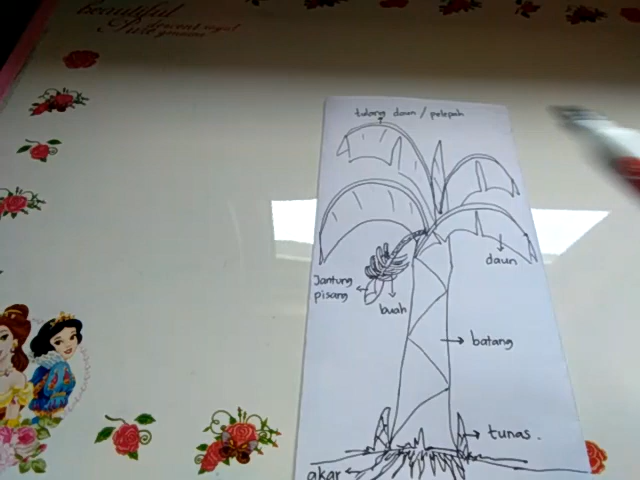 beautiful
tulang daun / pelepah
daun
Jantung
pisang
buah
batang
tunas.
akar